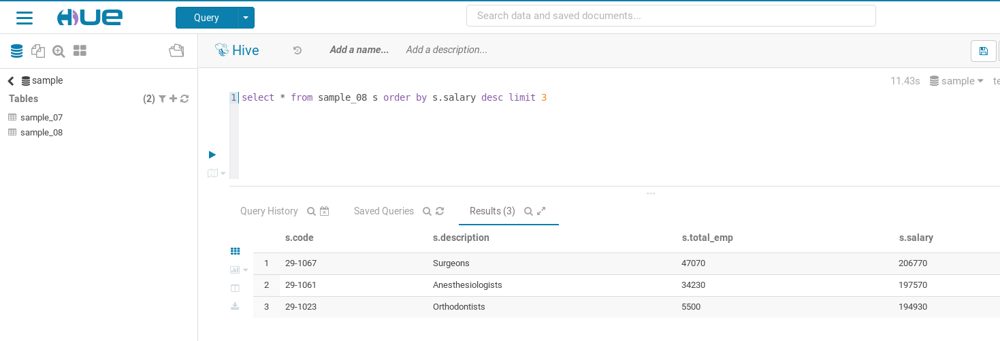 HUE Query Search data and saved documents...
Hive Add a name... Add a description...
sample 11.43s sample te
Tables (2)
1 select * from sample_08 s order by s.salary desc limit 3
sample_07
sample_08
Query History Saved Queries Results (3)
s.code s.description s.total_emp s.salary
1 29-1067 Surgeons 47070 206770
2 29-1061 Anesthesiologists 34230 197570
3 29-1023 Orthodontists 5500 194930